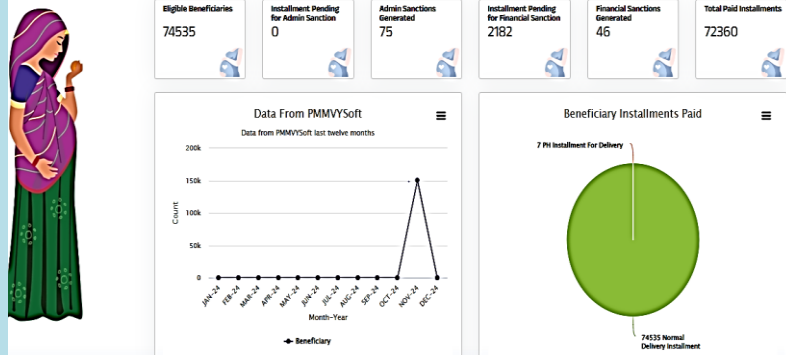 Eligible Beneficiaries
74535
Installment Pending
for Admin Sanction
0
Admin Sanctions
Generated
75
Installment Pending
for Financial Sanction
2182
Financial Sanctions
Generated
46
Total Paid Installments
72360
Data From PMMVYSoft
Data from PMMVYSoft last twelve months
200k
150k
100k
50k
0
Count
JAN-24
FEB-24
MAR-24
APR-24
MAY-24
JUN-24
JUL-24
AUG-24
SEP-24
OCT-24
NOV-24
DEC-24
Month-Year
Beneficiary
Beneficiary Installments Paid
7 PH Installment For Delivery
74535 Normal
Delivery Installment